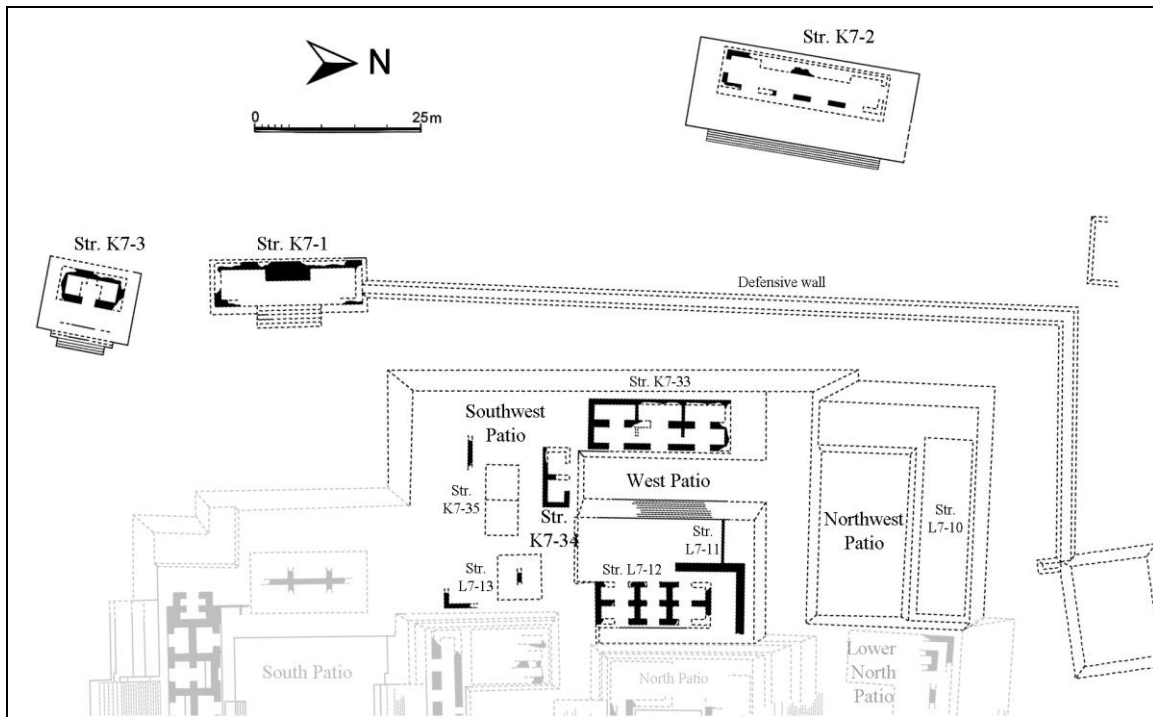 Str. K7-2
N
0
25m
Str. K7-3
Str. K7-1
Defensive wall
Str. K7-33
Southwest
Patio
West Patio
Str.
K7-35
Str.
K7-34
Str.
L7-11
Northwest
Patio
Str.
L7-10
Str.
L7-13
Str. L7-12
South Patio
North Patio
Lower
North
Patio